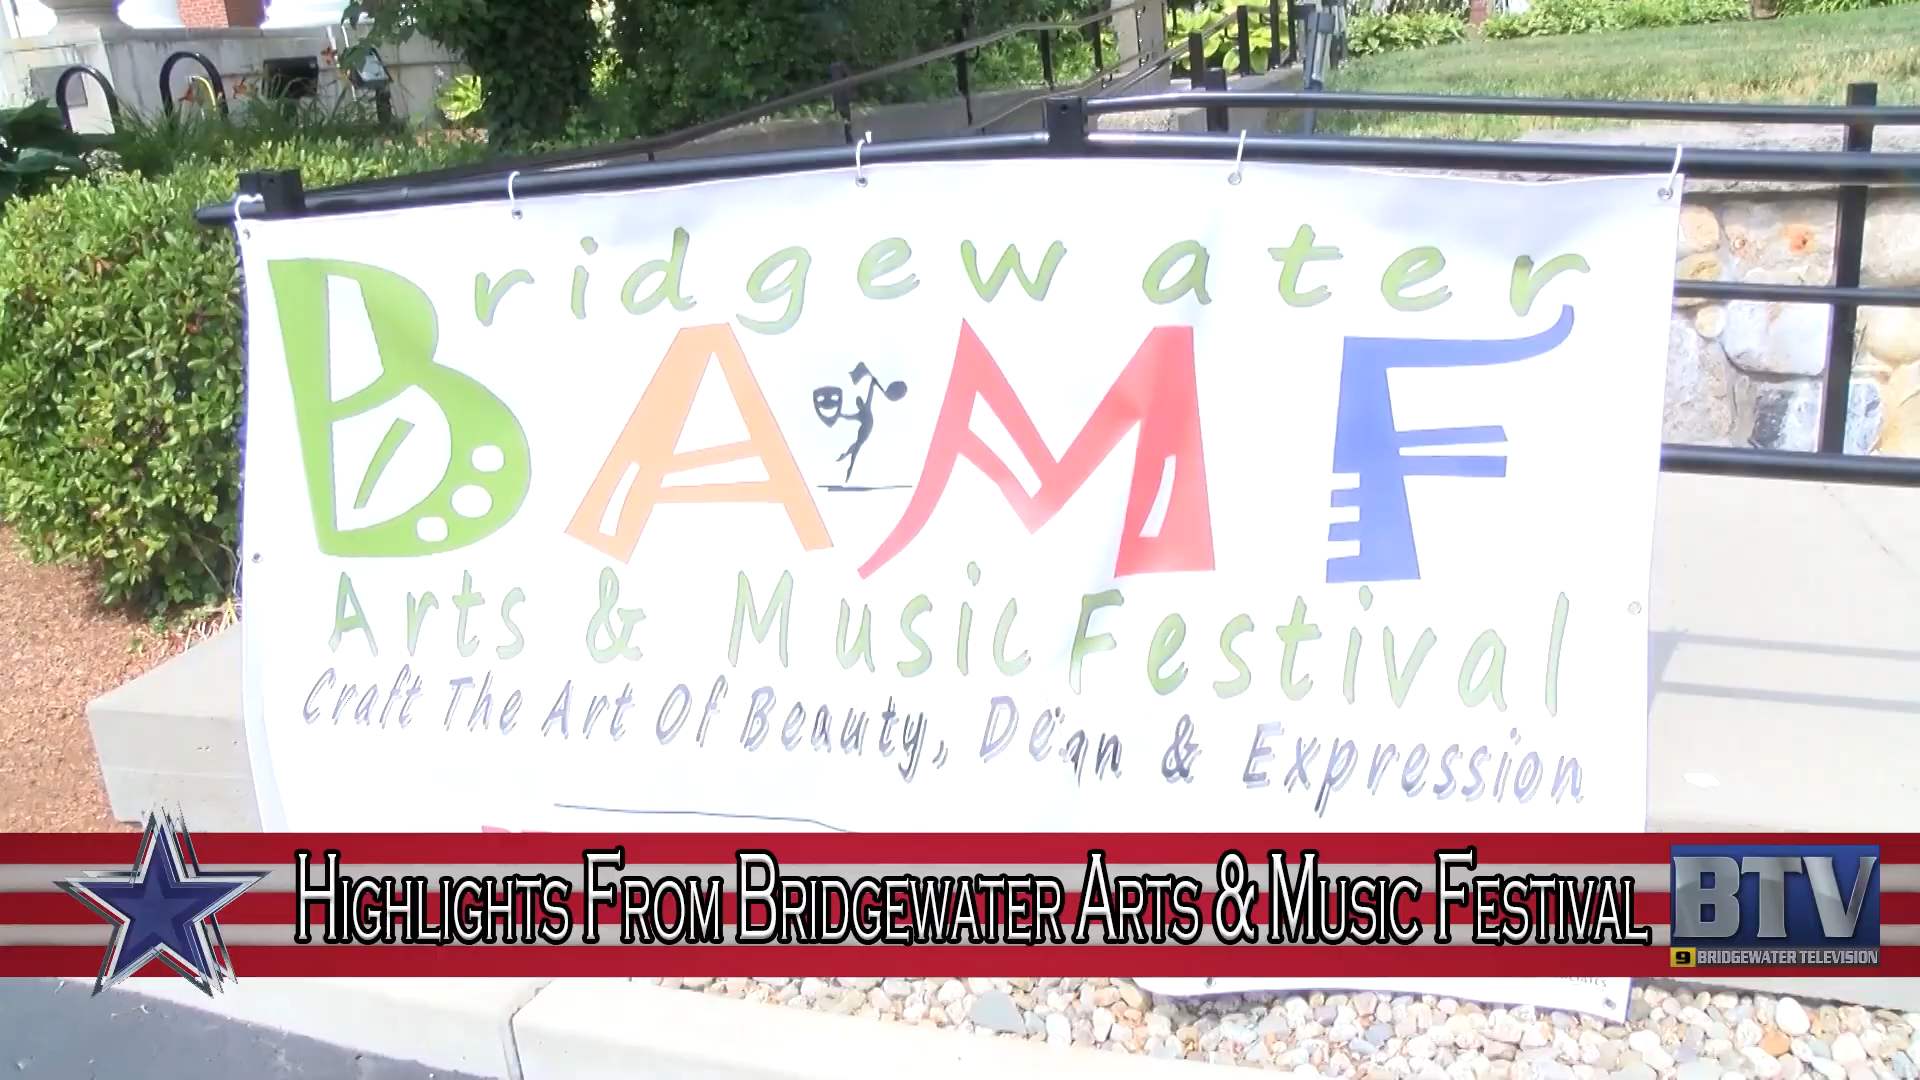 Bridgewater
BAMF
Arts & Music Festival
Craft The Art Of Beauty, & Expression
Highlights From Bridgewater Arts & Music Festival
BTV
9 BRIDGEWATER TELEVISION